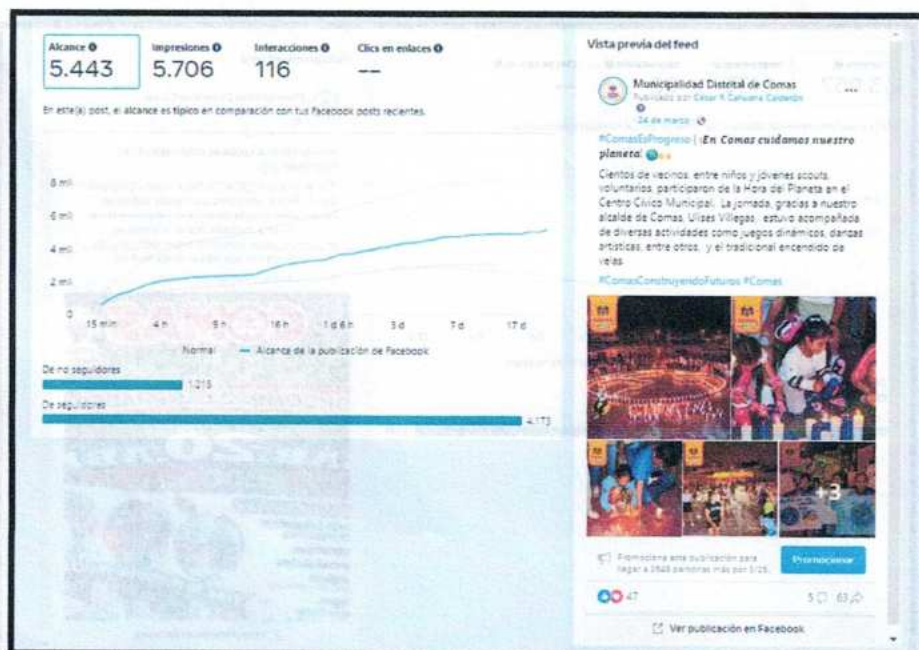 Alcance
Impresiones
Interacciones
Clics en enlaces
5.443
5.706
116
--
En este(a) post, el alcance es típico en comparación con tus Facebook posts recientes.
8 mil
6 mil
4 mil
2 mil
0
15 min
4 h
16 h
1 d 6 h
3 d
7 d
17 d
Normal
Alcance de la publicación de Facebook
De no seguidores
De seguidores
4.173
Vista previa del feed
Municipalidad Distrital de Comas
Publicado por
24 de marzo
#ComasEsProgreso | ¡En Comas cuidamos nuestro
planeta!
Cientos de vecinos, entre niños y jóvenes scouts,
voluntarios, participaron de la Hora del Planeta en el
Centro Cívico Municipal. La jornada, gracias a nuestro
alcalde de Comas, Ulises Villegas, estuvo acompañada
de diversas actividades como juegos dinámicos, danzas
artísticas, entre otros, y el tradicional encendido de
velas.
#ComasConstruyendoFuturos #Comas
+3
Promociona esta publicación para
llegar a personas más por
Promocionar
47
5
63
Ver publicación en Facebook